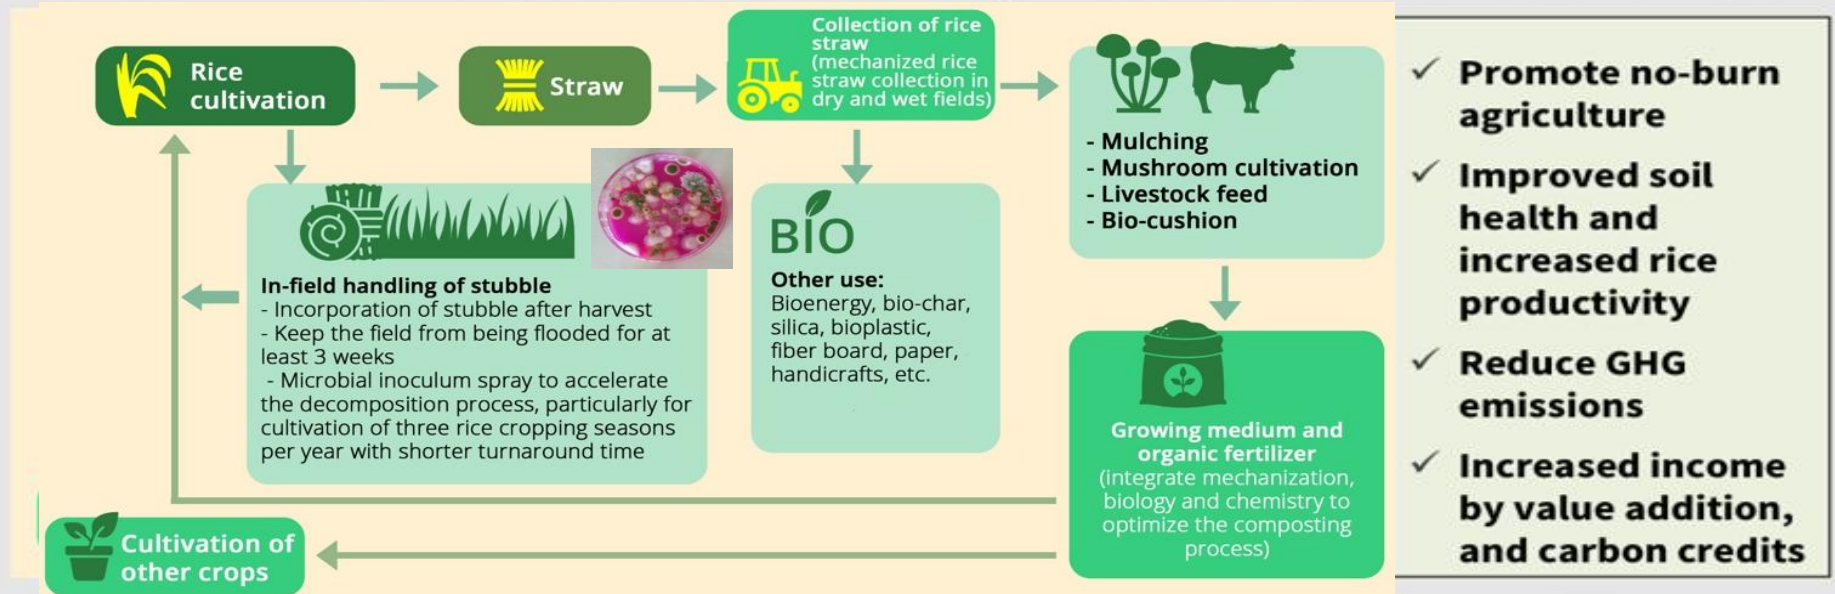 Rice
cultivation
Straw
Collection of rice
straw
(mechanized rice
straw collection in
dry and wet fields)
- Mulching
- Mushroom cultivation
- Livestock feed
- Bio-cushion
In-field handling of stubble
- Incorporation of stubble after harvest
- Keep the field from being flooded for at
least 3 weeks
- Microbial inoculum spray to accelerate
the decomposition process, particularly for
cultivation of three rice cropping seasons
per year with shorter turnaround time
BIO
Other use:
Bioenergy, bio-char,
silica, bioplastic,
fiber board, paper,
handicrafts, etc.
Growing medium and
organic fertilizer
(integrate mechanization,
biology and chemistry to
optimize the composting
process)
Cultivation of
other crops
✓ Promote no-burn
agriculture
✓ Improved soil
health and
increased rice
productivity
✓ Reduce GHG
emissions
✓ Increased income
by value addition,
and carbon credits